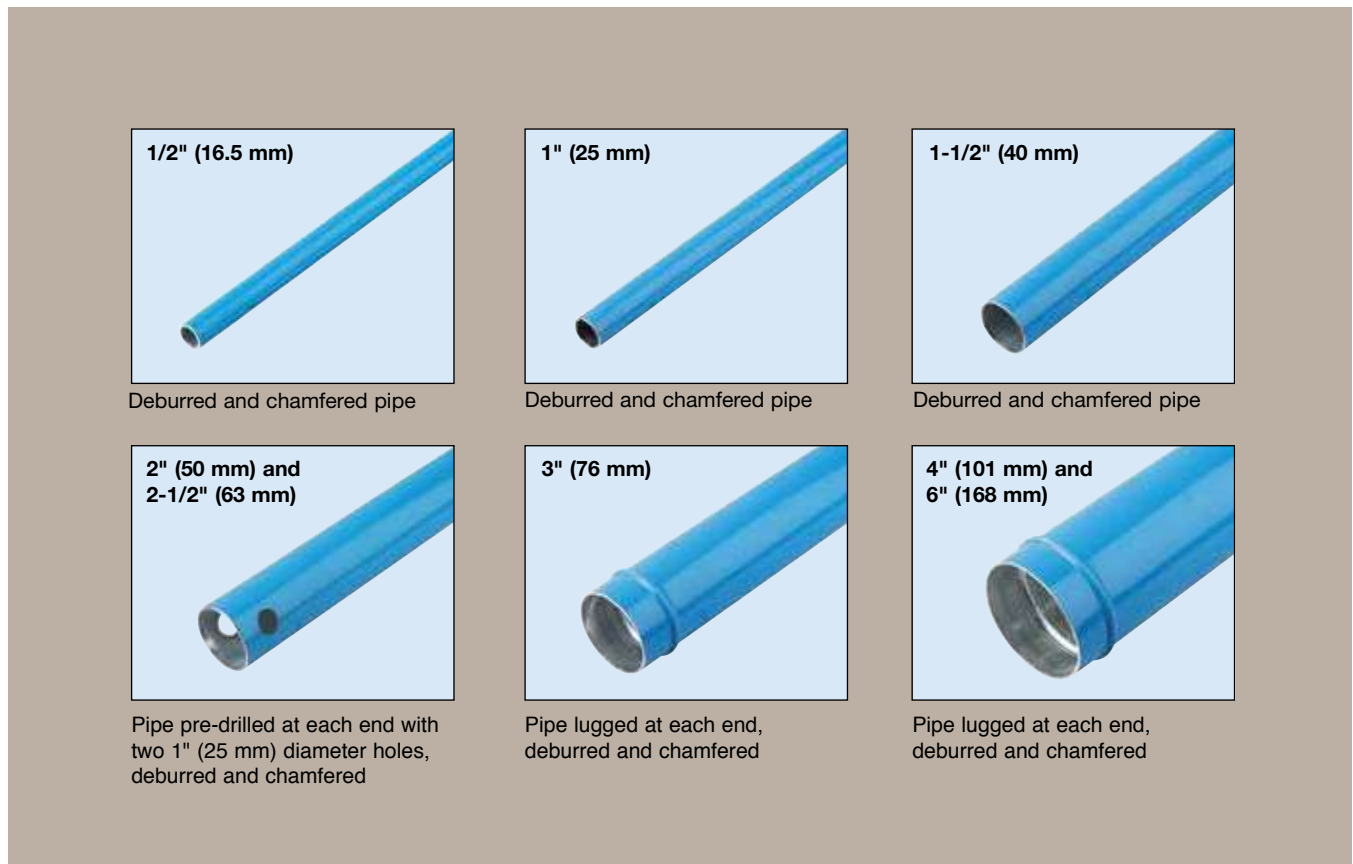 1/2" (16.5 mm)
Deburred and chamfered pipe
1" (25 mm)
Deburred and chamfered pipe
1-1/2" (40 mm)
Deburred and chamfered pipe
2" (50 mm) and
2-1/2" (63 mm)
Pipe pre-drilled at each end with
two 1" (25 mm) diameter holes,
deburred and chamfered
3" (76 mm)
Pipe lugged at each end,
deburred and chamfered
4" (101 mm) and
6" (168 mm)
Pipe lugged at each end,
deburred and chamfered